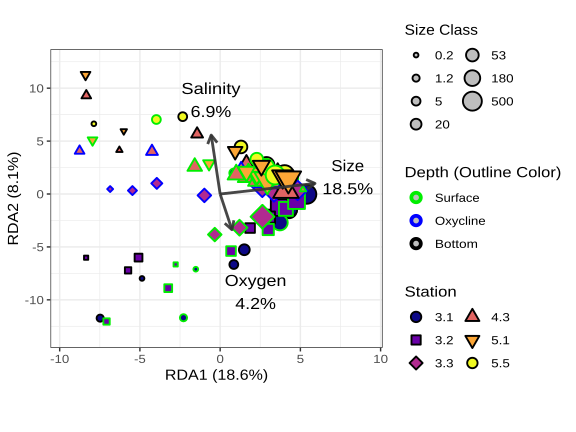 Size Class
0.2
53
1.2
180
5
500
20
Depth (Outline Color)
Surface
Oxycline
Bottom
Station
3.1
4.3
3.2
5.1
3.3
5.5
Salinity
6.9%
Size
18.5%
Oxygen
4.2%
10
5
0
-5
-10
RDA2 (8.1%)
-10
-5
0
5
10
RDA1 (18.6%)